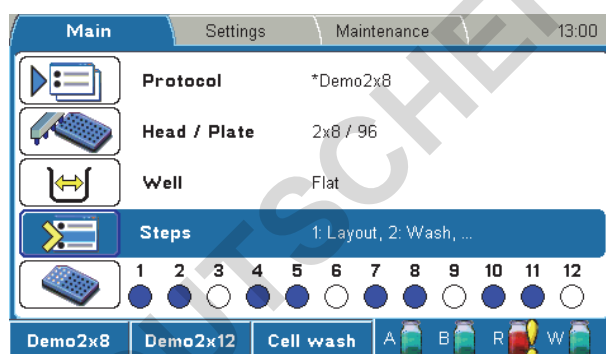 Main Settings Maintenance 13:00
Protocol *Demo2x8
Head / Plate 2x8 / 96
Well Flat
Steps 1: Layout, 2: Wash, ...
1 2 3 4 5 6 7 8 9 10 11 12
Demo2x8 Demo2x12 Cell wash A B R W